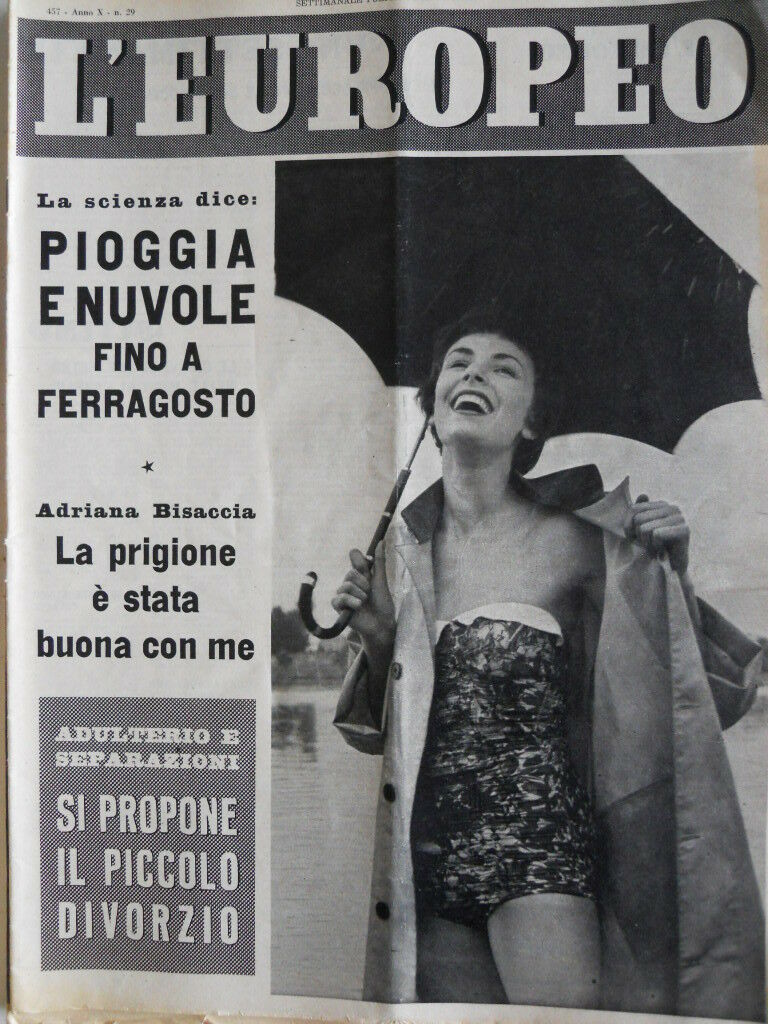 457 - Anno X - n. 29
SETTIMANALE
L'EUROPEO
La scienza dice:
PIOGGIA
E NUVOLE
FINO A
FERRAGOSTO
Adriana Bisaccia
La prigione
è stata
buona con me
ADULTERIO E
SEPARAZIONI
SI PROPONE
IL PICCOLO
DIVORZIO